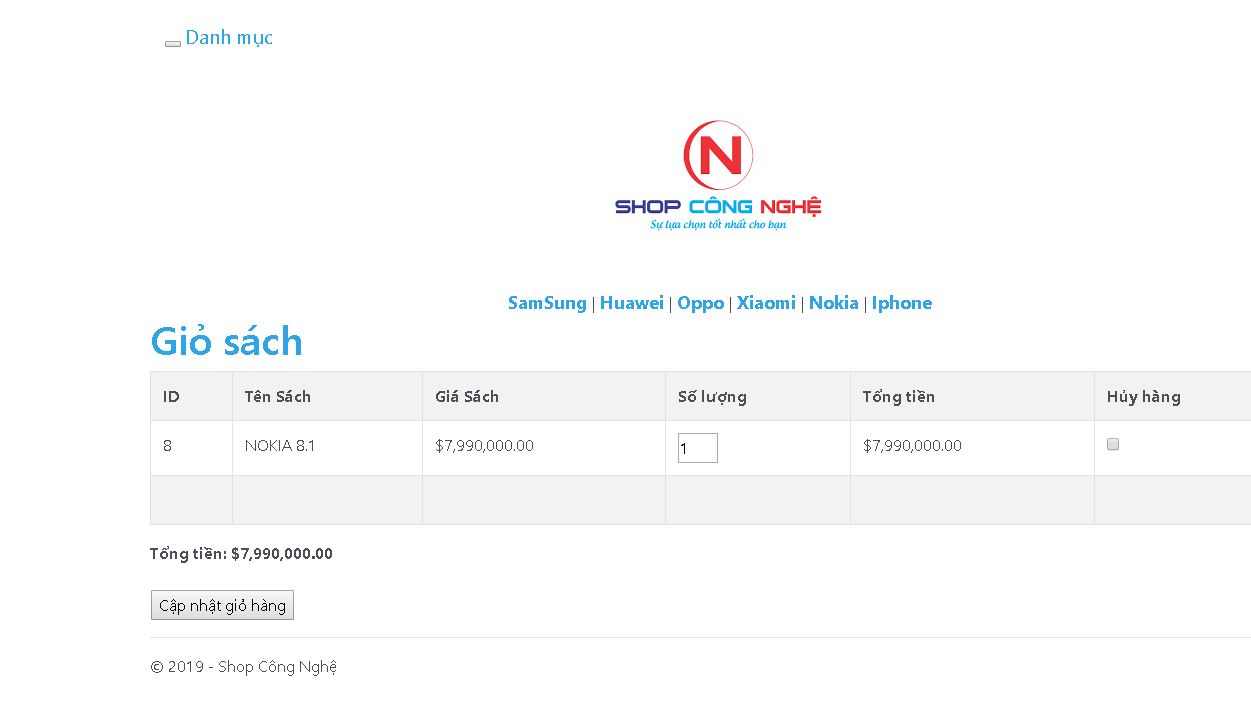 Danh mục
N
SHOP CÔNG NGHỆ
Sự lựa chọn tốt nhất cho bạn
SamSung | Huawei | Oppo | Xiaomi | Nokia | Iphone
Giỏ sách
ID Tên Sách Giá Sách Số lượng Tổng tiền Hủy hàng
8 NOKIA 8.1 $7,990,000.00 1 $7,990,000.00
Tổng tiền: $7,990,000.00
Cập nhật giỏ hàng
© 2019 - Shop Công Nghệ